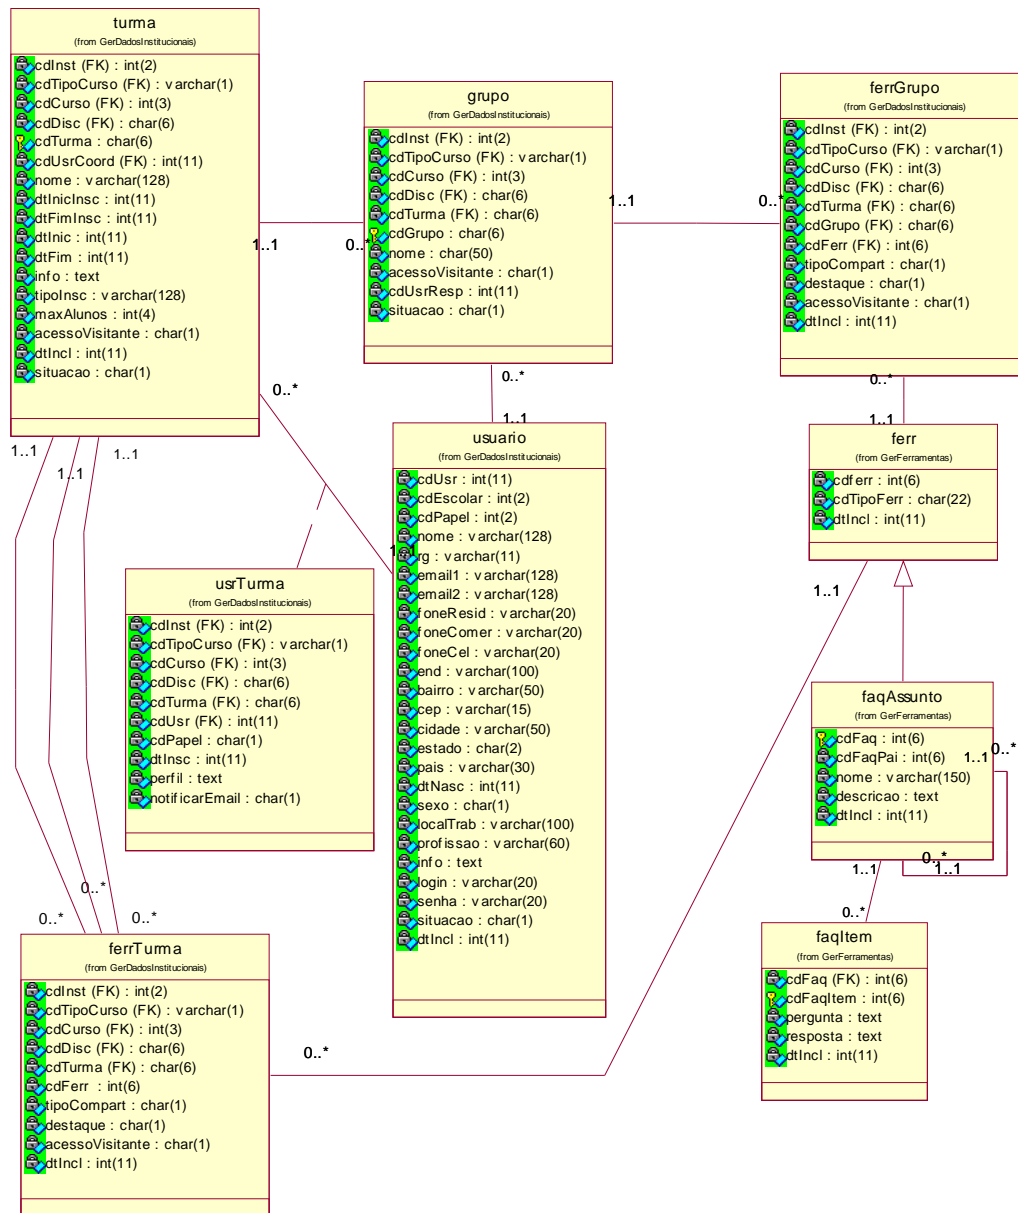 turma
(from GerDadosInstitucionais)
cdInst (FK) : int(2)
cdTipoCurso (FK) : varchar(1)
cdCurso (FK) : int(3)
cdDisc (FK) : char(6)
cdTurma : char(6)
cdUsrCoord (FK) : int(11)
nome : varchar(128)
dtInicInsc : int(11)
dtFimInsc : int(11)
dtInic : int(11)
dtFim : int(11)
info : text
tipoInsc : varchar(128)
maxAlunos : int(4)
acessoVisitante : char(1)
dtIncl : int(11)
situacao : char(1)
1..1
0..*
grupo
(from GerDadosInstitucionais)
cdInst (FK) : int(2)
cdTipoCurso (FK) : varchar(1)
cdCurso (FK) : int(3)
cdDisc (FK) : char(6)
cdTurma (FK) : char(6)
cdGrupo : char(6)
nome : char(50)
acessoVisitante : char(1)
cdUsrResp : int(11)
situacao : char(1)
1..1
0..*
ferrGrupo
(from GerDadosInstitucionais)
cdInst (FK) : int(2)
cdTipoCurso (FK) : varchar(1)
cdCurso (FK) : int(3)
cdDisc (FK) : char(6)
cdTurma (FK) : char(6)
cdGrupo (FK) : char(6)
cdFerr (FK) : int(6)
tipoCompart : char(1)
destaque : char(1)
acessoVisitante : char(1)
dtIncl : int(11)
0..*
0..*
1..1
0..*
1..1
usuario
(from GerDadosInstitucionais)
cdUsr : int(11)
cdEscolar : int(2)
cdPapel : int(2)
nome : varchar(128)
rg : varchar(11)
email1 : varchar(128)
email2 : varchar(128)
foneResid : varchar(20)
foneComer : varchar(20)
foneCel : varchar(20)
end : varchar(100)
bairro : varchar(50)
cep : varchar(15)
cidade : varchar(50)
estado : char(2)
pais : varchar(30)
dtNasc : int(11)
sexo : char(1)
localTrab : varchar(100)
profissao : varchar(60)
info : text
login : varchar(20)
senha : varchar(20)
situacao : char(1)
dtIncl : int(11)
1..1
ferr
(from GerFerramentas)
cdferr : int(6)
cdTipoFerr : char(22)
dtIncl : int(11)
1..1
1..1
1..1
1..1
usrTurma
(from GerDadosInstitucionais)
cdInst (FK) : int(2)
cdTipoCurso (FK) : varchar(1)
cdCurso (FK) : int(3)
cdDisc (FK) : char(6)
cdTurma (FK) : char(6)
cdUsr (FK) : int(11)
cdPapel : char(1)
dtInsc : int(11)
perfil : text
notificarEmail : char(1)
faqAssunto
(from GerFerramentas)
cdFaq : int(6)
cdFaqPai : int(6)
nome : varchar(150)
descricao : text
dtIncl : int(11)
1..1
0..*
0..*
1..1
1..1
0..*
faqItem
(from GerFerramentas)
cdFaq (FK) : int(6)
cdFaqItem : int(6)
pergunta : text
resposta : text
dtIncl : int(11)
0..*
0..*
0..*
ferrTurma
(from GerDadosInstitucionais)
cdInst (FK) : int(2)
cdTipoCurso (FK) : varchar(1)
cdCurso (FK) : int(3)
cdDisc (FK) : char(6)
cdTurma (FK) : char(6)
cdFerr : int(6)
tipoCompart : char(1)
destaque : char(1)
acessoVisitante : char(1)
dtIncl : int(11)
0..*